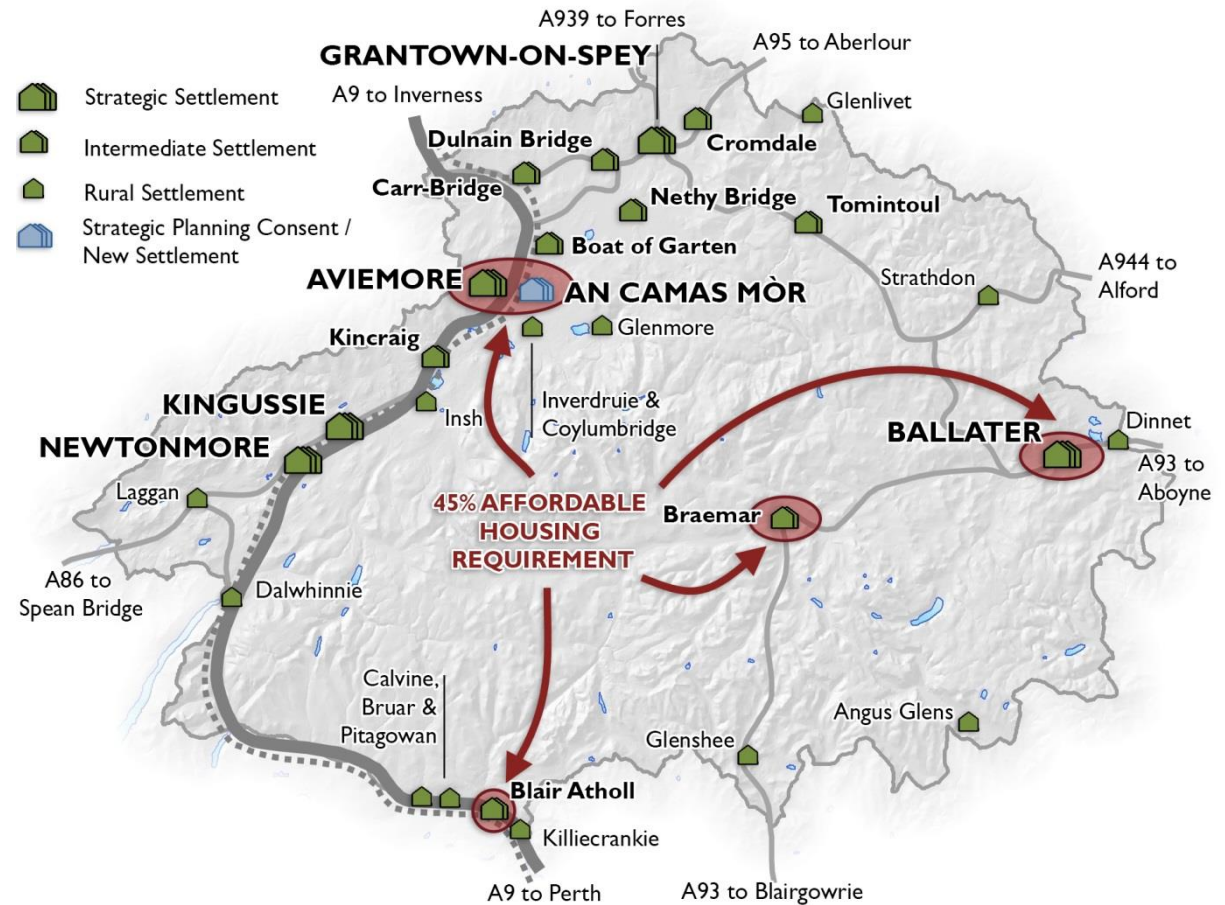 A939 to Forres
GRANTOWN-ON-SPEY
A95 to Aberlour
Strategic Settlement
Intermediate Settlement
Rural Settlement
Strategic Planning Consent /
New Settlement
A9 to Inverness
Glenlivet
Dulnain Bridge
Cromdale
Carr-Bridge
Nethy Bridge
Tomintoul
Boat of Garten
A944 to
Alford
Strathdon
AVIEMORE
AN CAMAS MÒR
Glenmore
Kincraig
Insh
Inverdruie &
Coylumbridge
KINGUSSIE
NEWTONMORE
BALLATER
Dinnet
A93 to
Aboyne
Laggan
45% AFFORDABLE
HOUSING
REQUIREMENT
Braemar
A86 to
Spean Bridge
Dalwhinnie
Calvine,
Bruar &
Pitagowan
Angus Glens
Glenshee
Blair Atholl
Killiecrankie
A9 to Perth
A93 to Blairgowrie